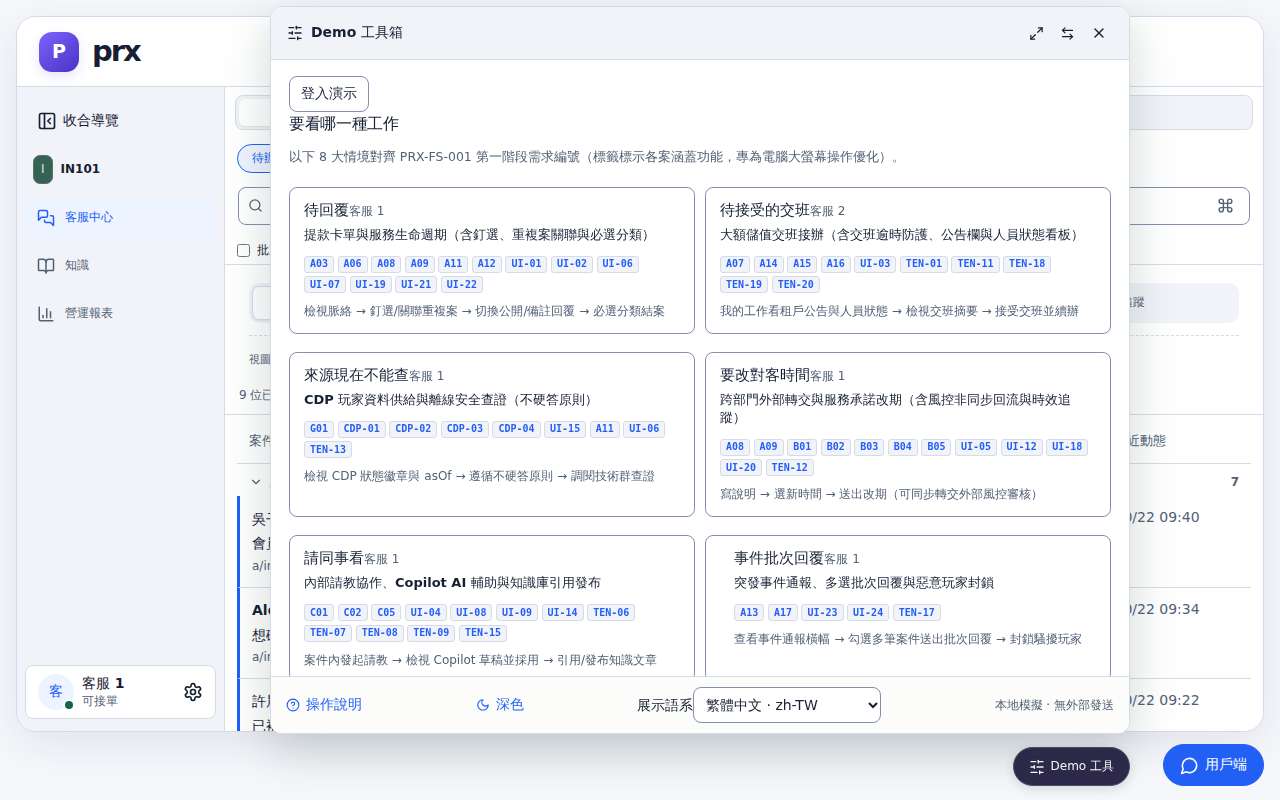 P prx
收合導覽
I IN101
客服中心
知識
營運報表
客 客服 1
可接單
待辦
批
視圖
9 位已
案件
吳
會員
a/in
Ale
想
a/in
許
已
Demo 工具箱
登入演示
要看哪一種工作
以下 8 大情境對齊 PRX-FS-001 第一階段需求編號（標籤標示各案涵蓋功能，專為電腦大螢幕操作優化）。
待回覆客服 1
提款卡單與服務生命週期（含釘選、重複案關聯與必選分類）
A03 A06 A08 A09 A11 A12 UI-01 UI-02 UI-06
UI-07 UI-19 UI-21 UI-22
檢視脈絡 → 釘選/關聯重複案 → 切換公開/備註回覆 → 必選分類結案
待接受的交班客服 2
大額儲值交班接辦（含交班逾時防護、公告欄與人員狀態看板）
A07 A14 A15 A16 UI-03 TEN-01 TEN-11 TEN-18
TEN-19 TEN-20
我的工作看租戶公告與人員狀態 → 檢視交班摘要 → 接受交班並續辦
來源現在不能查客服 1
CDP 玩家資料供給與離線安全查證（不硬答原則）
G01 CDP-01 CDP-02 CDP-03 CDP-04 UI-15 A11 UI-06
TEN-13
檢視 CDP 狀態徽章與 asOf → 遵循不硬答原則 → 調閱技術群查證
要改對客時間客服 1
跨部門外部轉交與服務承諾改期（含風控非同步回流與時效追
蹤）
A08 A09 B01 B02 B03 B04 B05 UI-05 UI-12 UI-18
UI-20 TEN-12
寫說明 → 選新時間 → 送出改期（可同步轉交外部風控審核）
請同事看客服 1
內部請教協作、Copilot AI 輔助與知識庫引用發布
C01 C02 C05 UI-04 UI-08 UI-09 UI-14 TEN-06
TEN-07 TEN-08 TEN-09 TEN-15
案件內發起請教 → 檢視 Copilot 草稿並採用 → 引用/發布知識文章
事件批次回覆客服 1
突發事件通報、多選批次回覆與惡意玩家封鎖
A13 A17 UI-23 UI-24 TEN-17
查看事件通報橫幅 → 勾選多筆案件送出批次回覆 → 封鎖騷擾玩家
操作說明
深色
展示語系 繁體中文 · zh-TW
本地模擬 · 無外部發送
⌘
蹤
近動態
7
/22 09:40
/22 09:34
/22 09:22
Demo 工具
用戶端